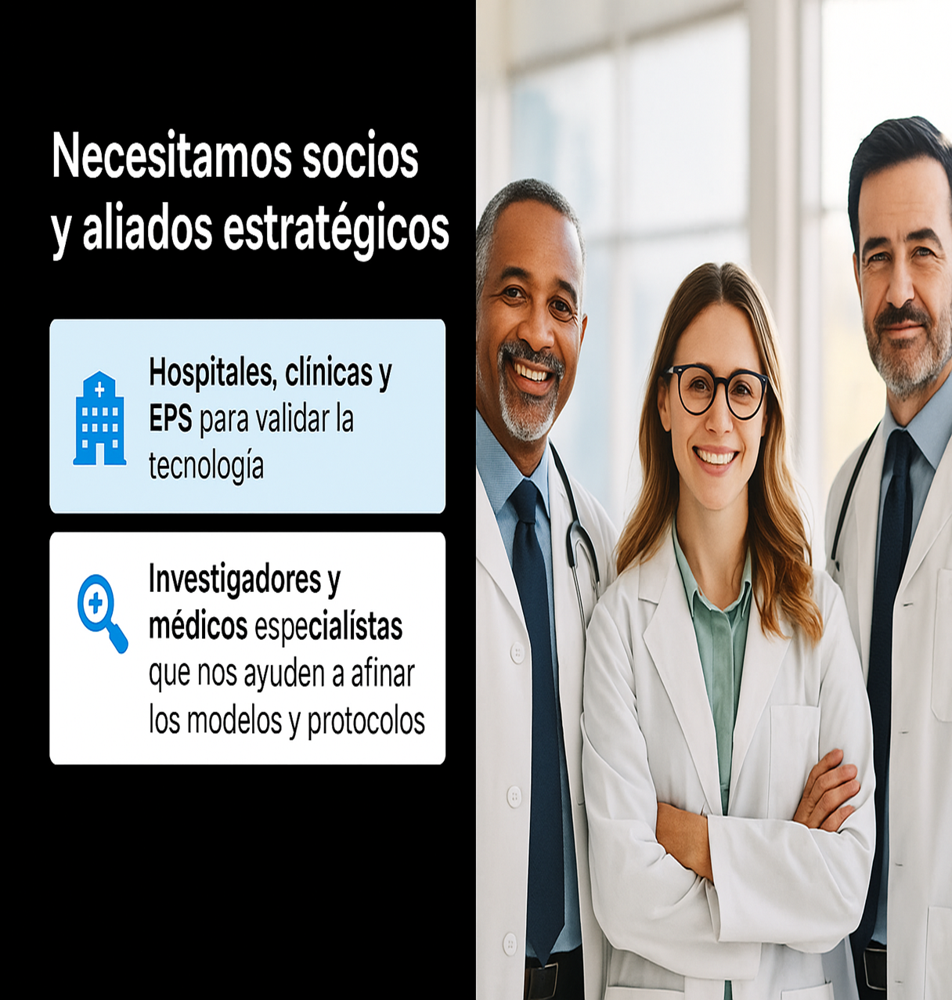 Necesitamos socios
y aliados estratégicos
Hospitales, clínicas y
EPS para validar la
tecnología
Investigadores y
médicos especialístas
que nos ayuden a afinar
los modelos y protocolos